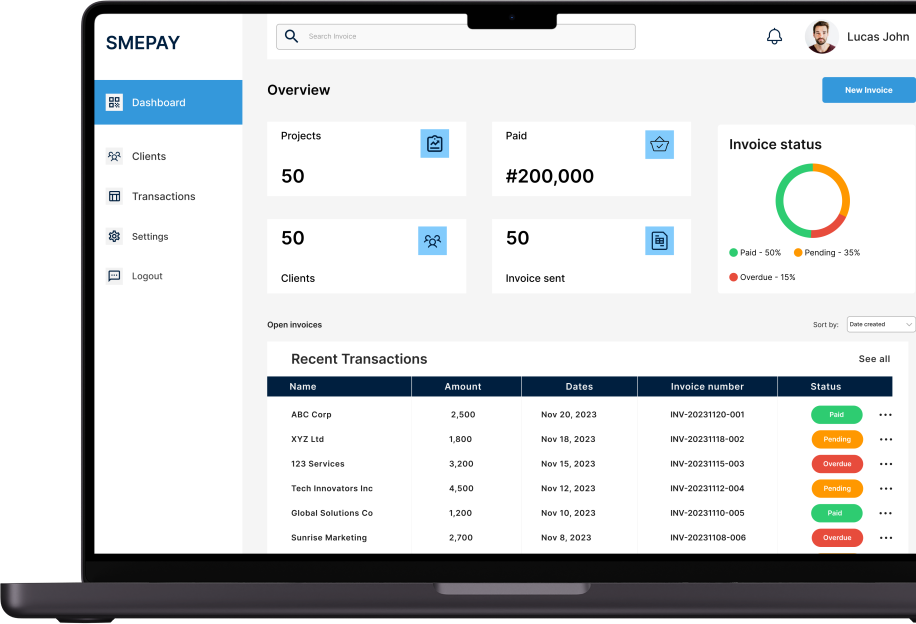 SMEPAY
Search Invoice
Lucas John
Dashboard
Clients
Transactions
Settings
Logout
Overview
New Invoice
Projects
50
Paid
#200,000
50
Clients
50
Invoice sent
Invoice status
Paid - 50% Pending - 35%
Overdue - 15%
Open invoices
Sort by: Date created
Recent Transactions
See all
Name Amount Dates Invoice number Status
ABC Corp 2,500 Nov 20, 2023 INV-20231120-001 Paid
XYZ Ltd 1,800 Nov 18, 2023 INV-20231118-002 Pending
123 Services 3,200 Nov 15, 2023 INV-20231115-003 Overdue
Tech Innovators Inc 4,500 Nov 12, 2023 INV-20231112-004 Pending
Global Solutions Co 1,200 Nov 10, 2023 INV-20231110-005 Paid
Sunrise Marketing 2,700 Nov 8, 2023 INV-20231108-006 Overdue